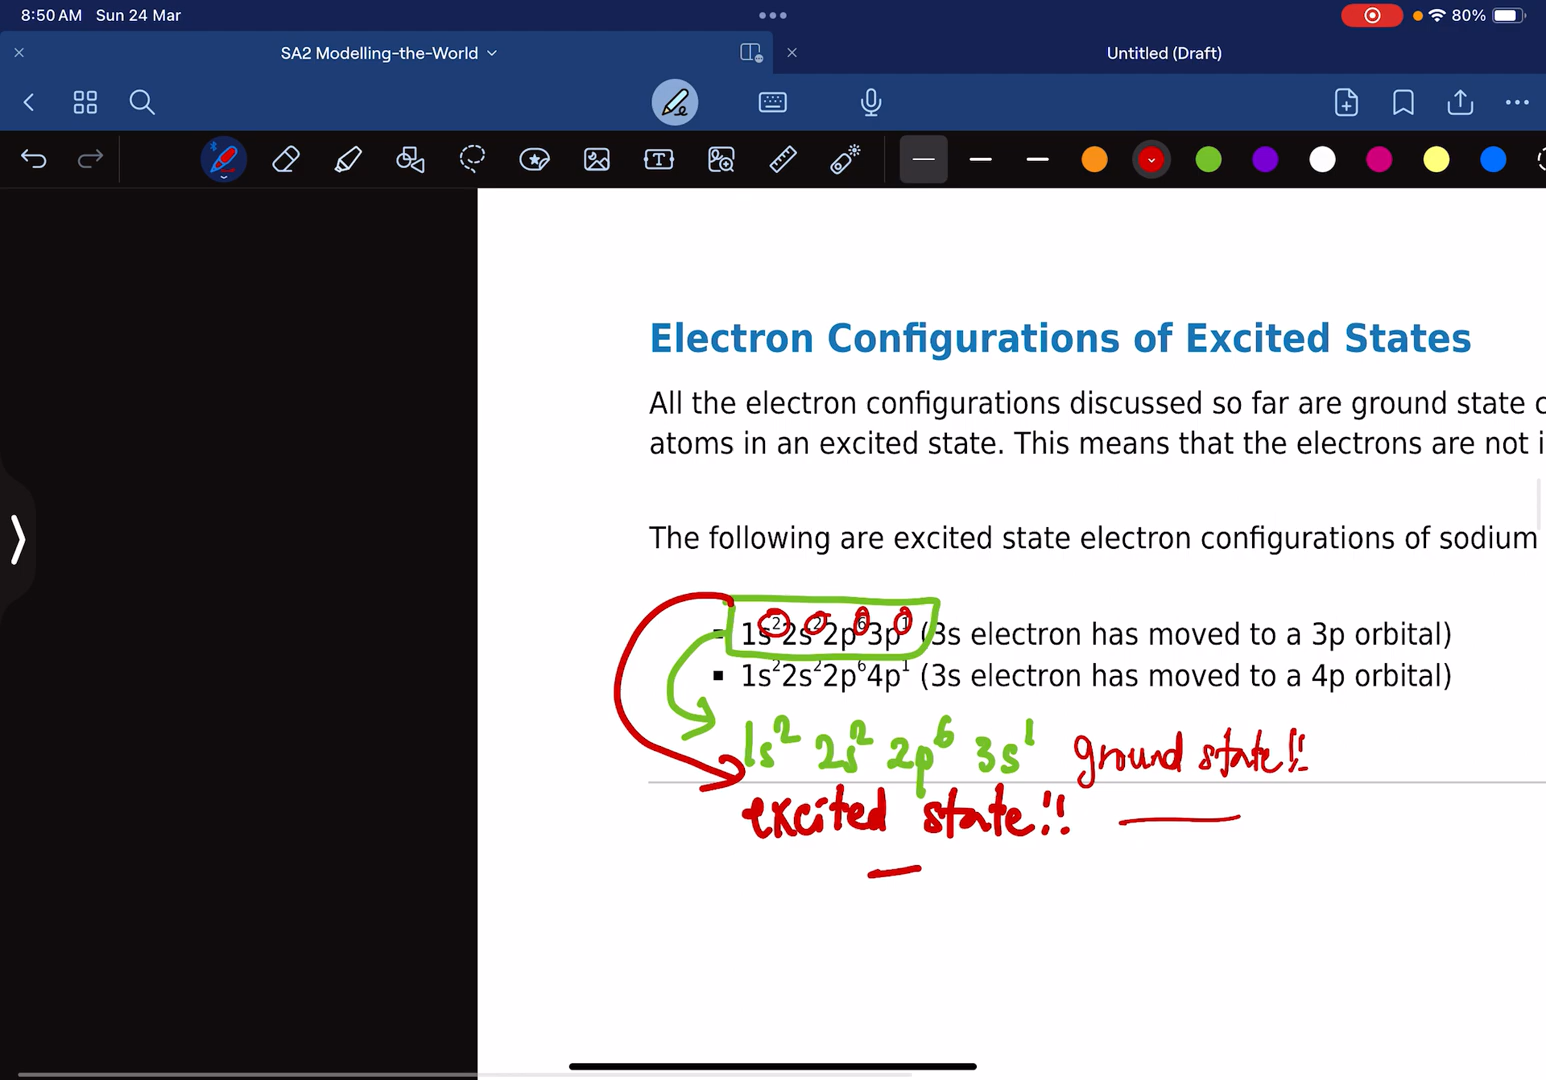 8:50 AM Sun 24 Mar
80%
SA2 Modelling-the-World
Untitled (Draft)
Electron Configurations of Excited States
All the electron configurations discussed so far are ground state c
atoms in an excited state. This means that the electrons are not i
The following are excited state electron configurations of sodium
▪ 1s²2s²2p⁶3p¹ (3s electron has moved to a 3p orbital)
▪ 1s²2s²2p⁶4p¹ (3s electron has moved to a 4p orbital)
1s² 2s² 2p⁶ 3s¹ ground state!!
excited state!!